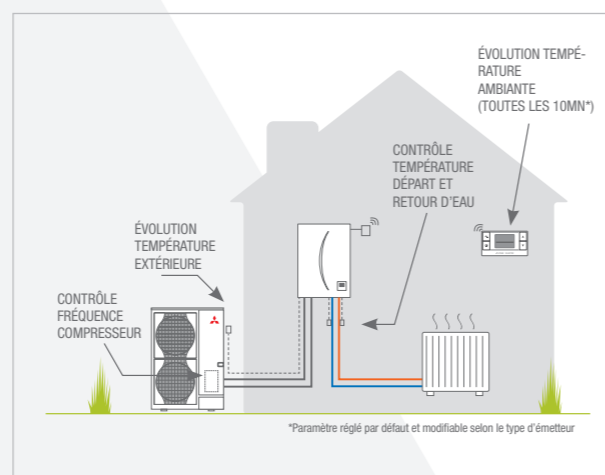 ÉVOLUTION TEMPÉ-
RATURE
AMBIANTE
(TOUTES LES 10MN*)
CONTRÔLE
TEMPÉRATURE
DÉPART ET
RETOUR D'EAU
ÉVOLUTION
TEMPÉRATURE
EXTÉRIEURE
CONTRÔLE
FRÉQUENCE
COMPRESSEUR
*Paramètre réglé par défaut et modifiable selon le type d'émetteur